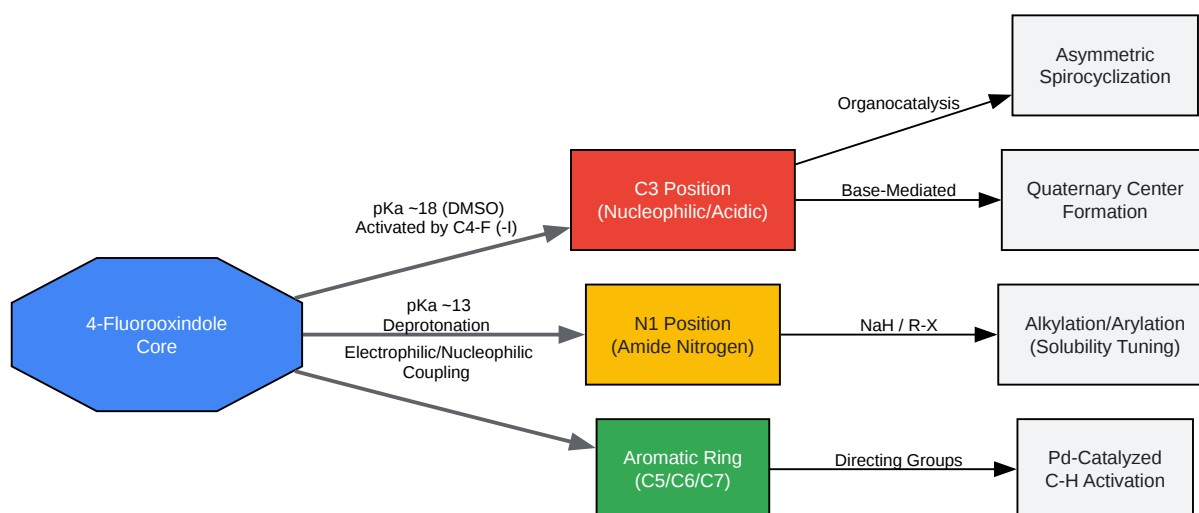 4-Fluorooxindole
Core
pKa ~18 (DMSO)
Activated by C4-F (-I)
pKa ~13
Deprotonation
Electrophilic/Nucleophilic
Coupling
C3 Position
(Nucleophilic/Acidic)
N1 Position
(Amide Nitrogen)
Aromatic Ring
(C5/C6/C7)
Organocatalysis
Base-Mediated
NaH / R-X
Directing Groups
Asymmetric
Spirocyclization
Quaternary Center
Formation
Alkylation/Arylation
(Solubility Tuning)
Pd-Catalyzed
C-H Activation